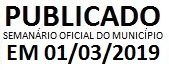 PUBLICADO
SEMANÁRIO OFICIAL DO MUNICÍPIO
EM 01/03/2019